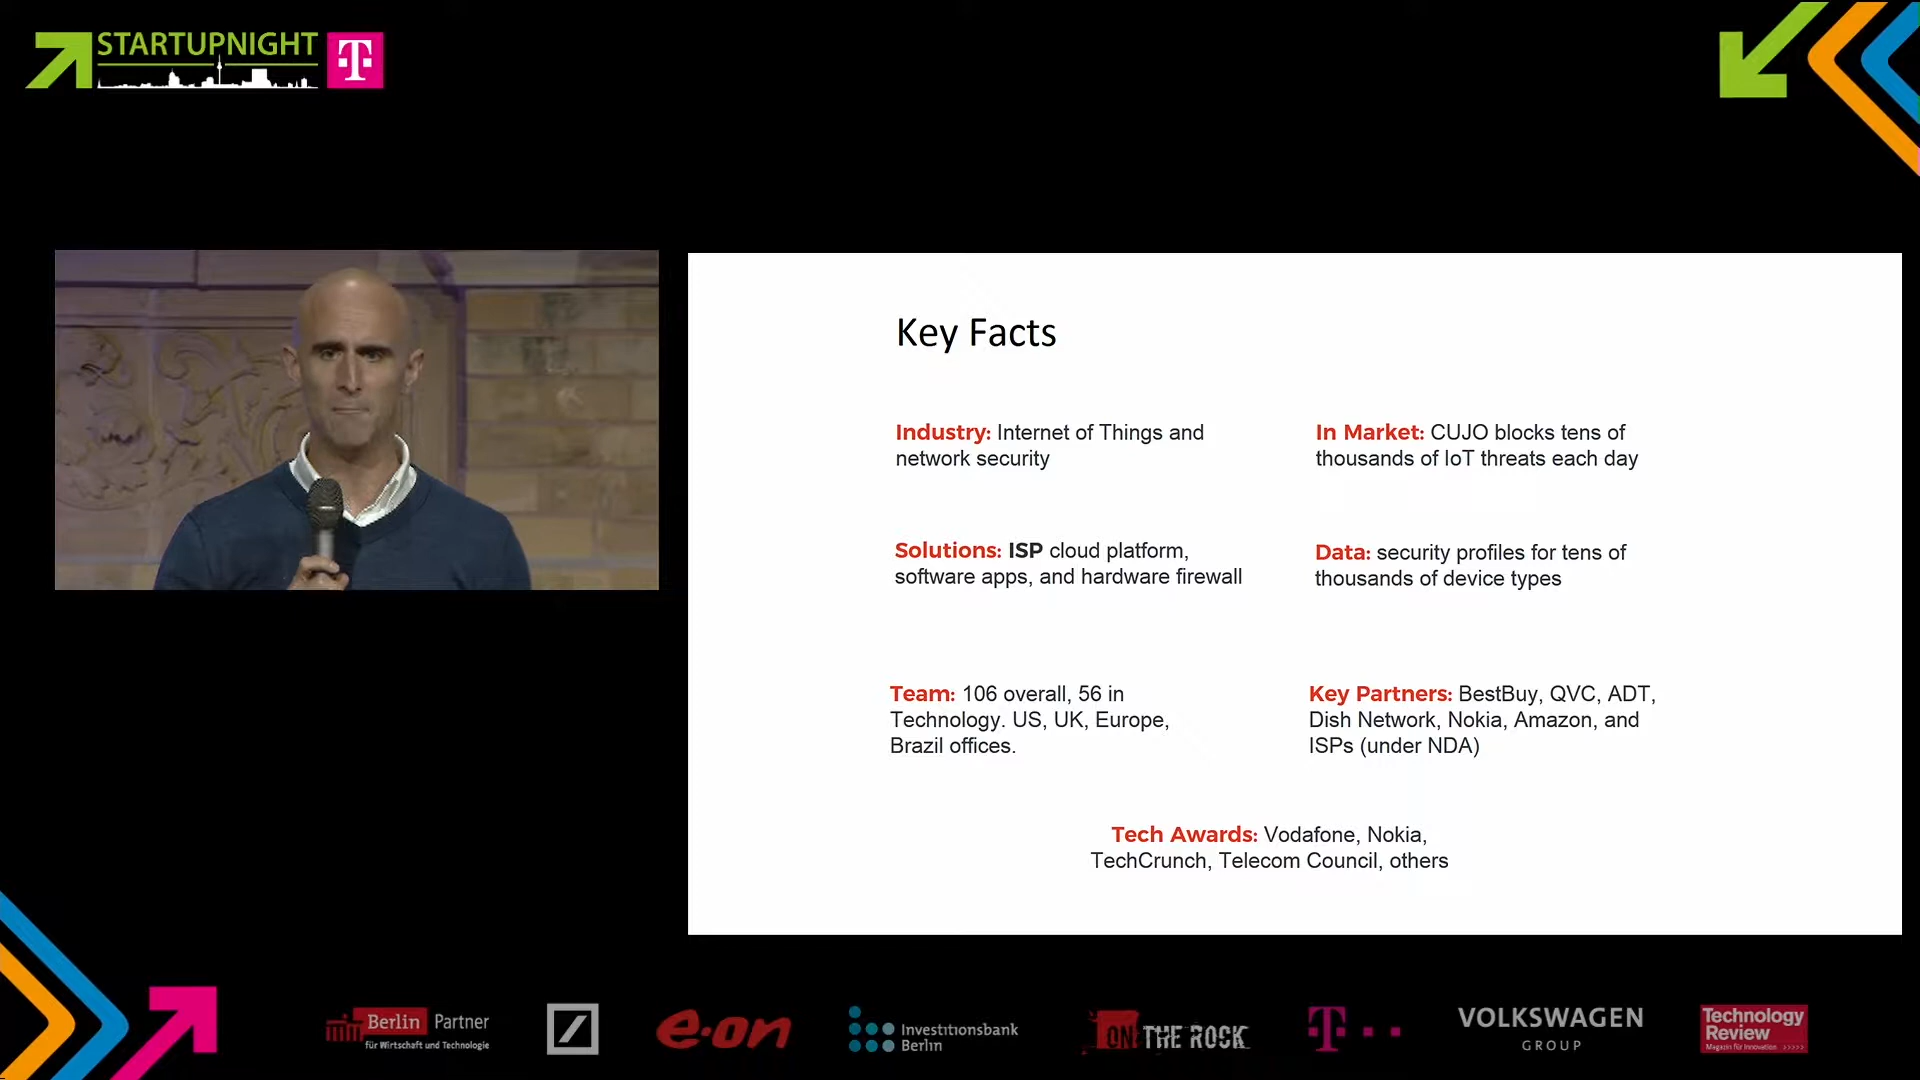 STARTUPNIGHT
T
Key Facts
Industry: Internet of Things and
network security
In Market: CUJO blocks tens of
thousands of IoT threats each day
Solutions: ISP cloud platform,
software apps, and hardware firewall
Data: security profiles for tens of
thousands of device types
Team: 106 overall, 56 in
Technology. US, UK, Europe,
Brazil offices.
Key Partners: BestBuy, QVC, ADT,
Dish Network, Nokia, Amazon, and
ISPs (under NDA)
Tech Awards: Vodafone, Nokia,
TechCrunch, Telecom Council, others
Berlin Partner
für Wirtschaft und Technologie
e·on
Investitionsbank
Berlin
ON THE ROCK
T
VOLKSWAGEN
GROUP
Technology
Review
Magazin für Innovation >>>>>